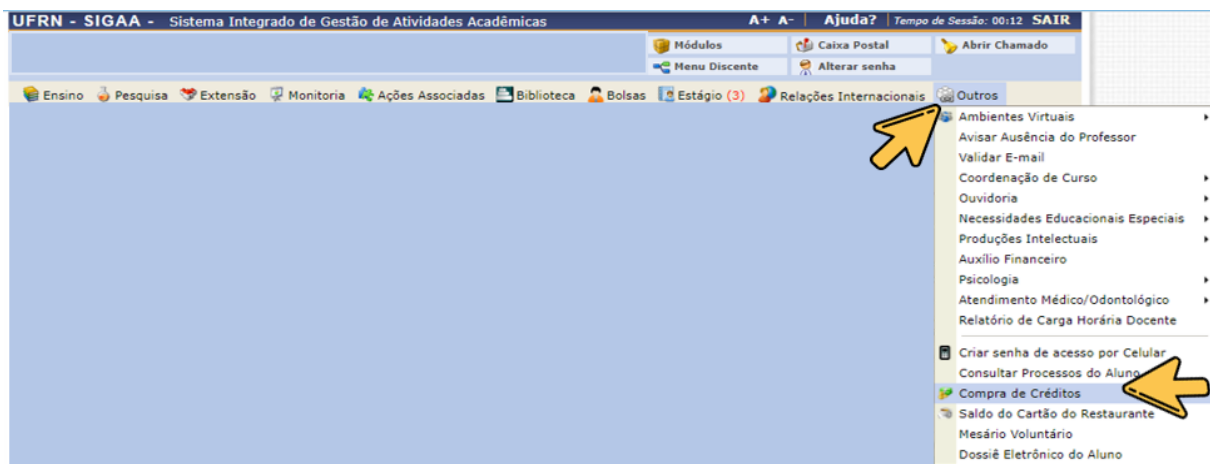 UFRN - SIGAA - Sistema Integrado de Gestão de Atividades Acadêmicas A+ A- | Ajuda? | Tempo de Sessão: 00:12 SAIR
Módulos Caixa Postal Abrir Chamado
Menu Discente Alterar senha
Ensino Pesquisa Extensão Monitoria Ações Associadas Biblioteca Bolsas Estágio (3) Relações Internacionais Outros
Ambientes Virtuais
Avisar Ausência do Professor
Validar E-mail
Coordenação de Curso
Ouvidoria
Necessidades Educacionais Especiais
Produções Intelectuais
Auxílio Financeiro
Psicologia
Atendimento Médico/Odontológico
Relatório de Carga Horária Docente
Criar senha de acesso por Celular
Consultar Processos do Aluno
Compra de Créditos
Saldo do Cartão do Restaurante
Mesário Voluntário
Dossiê Eletrônico do Aluno